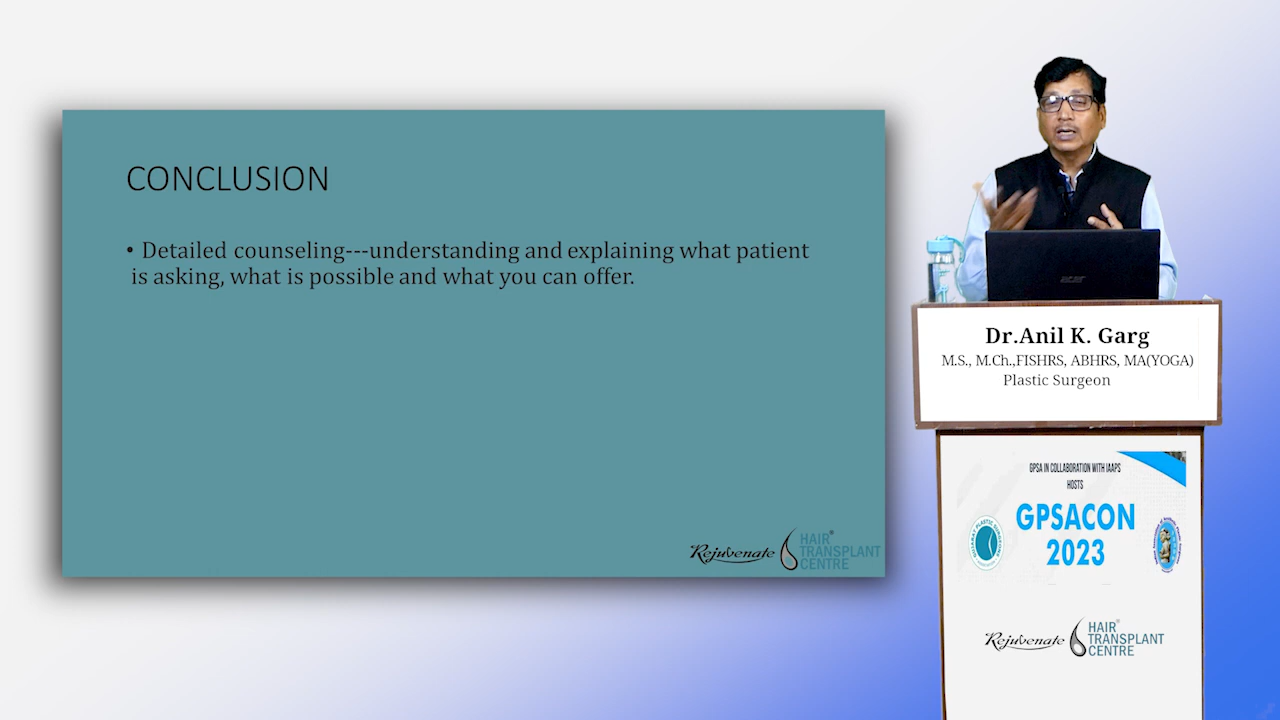 CONCLUSION
• Detailed counseling---understanding and explaining what patient
is asking, what is possible and what you can offer.
Rejuvenate
HAIR
TRANSPLANT
CENTRE
acer
Dr.Anil K. Garg
M.S., M.Ch.,FISHRS, ABHRS, MA(YOGA)
Plastic Surgeon
GPSA IN COLLABORATION WITH IAAPS
HOSTS
GPSACON
2023
Rejuvenate
HAIR
TRANSPLANT
CENTRE